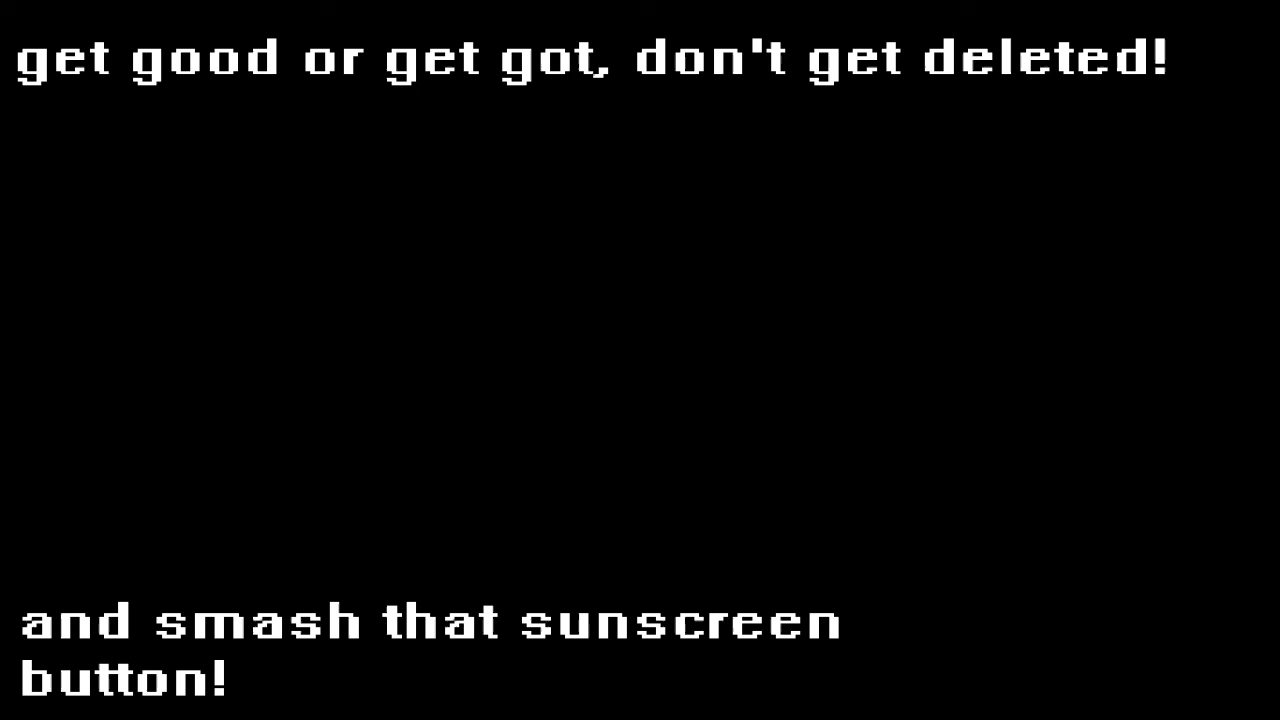 get good or get got, don't get deleted!
and smash that sunscreen
button!